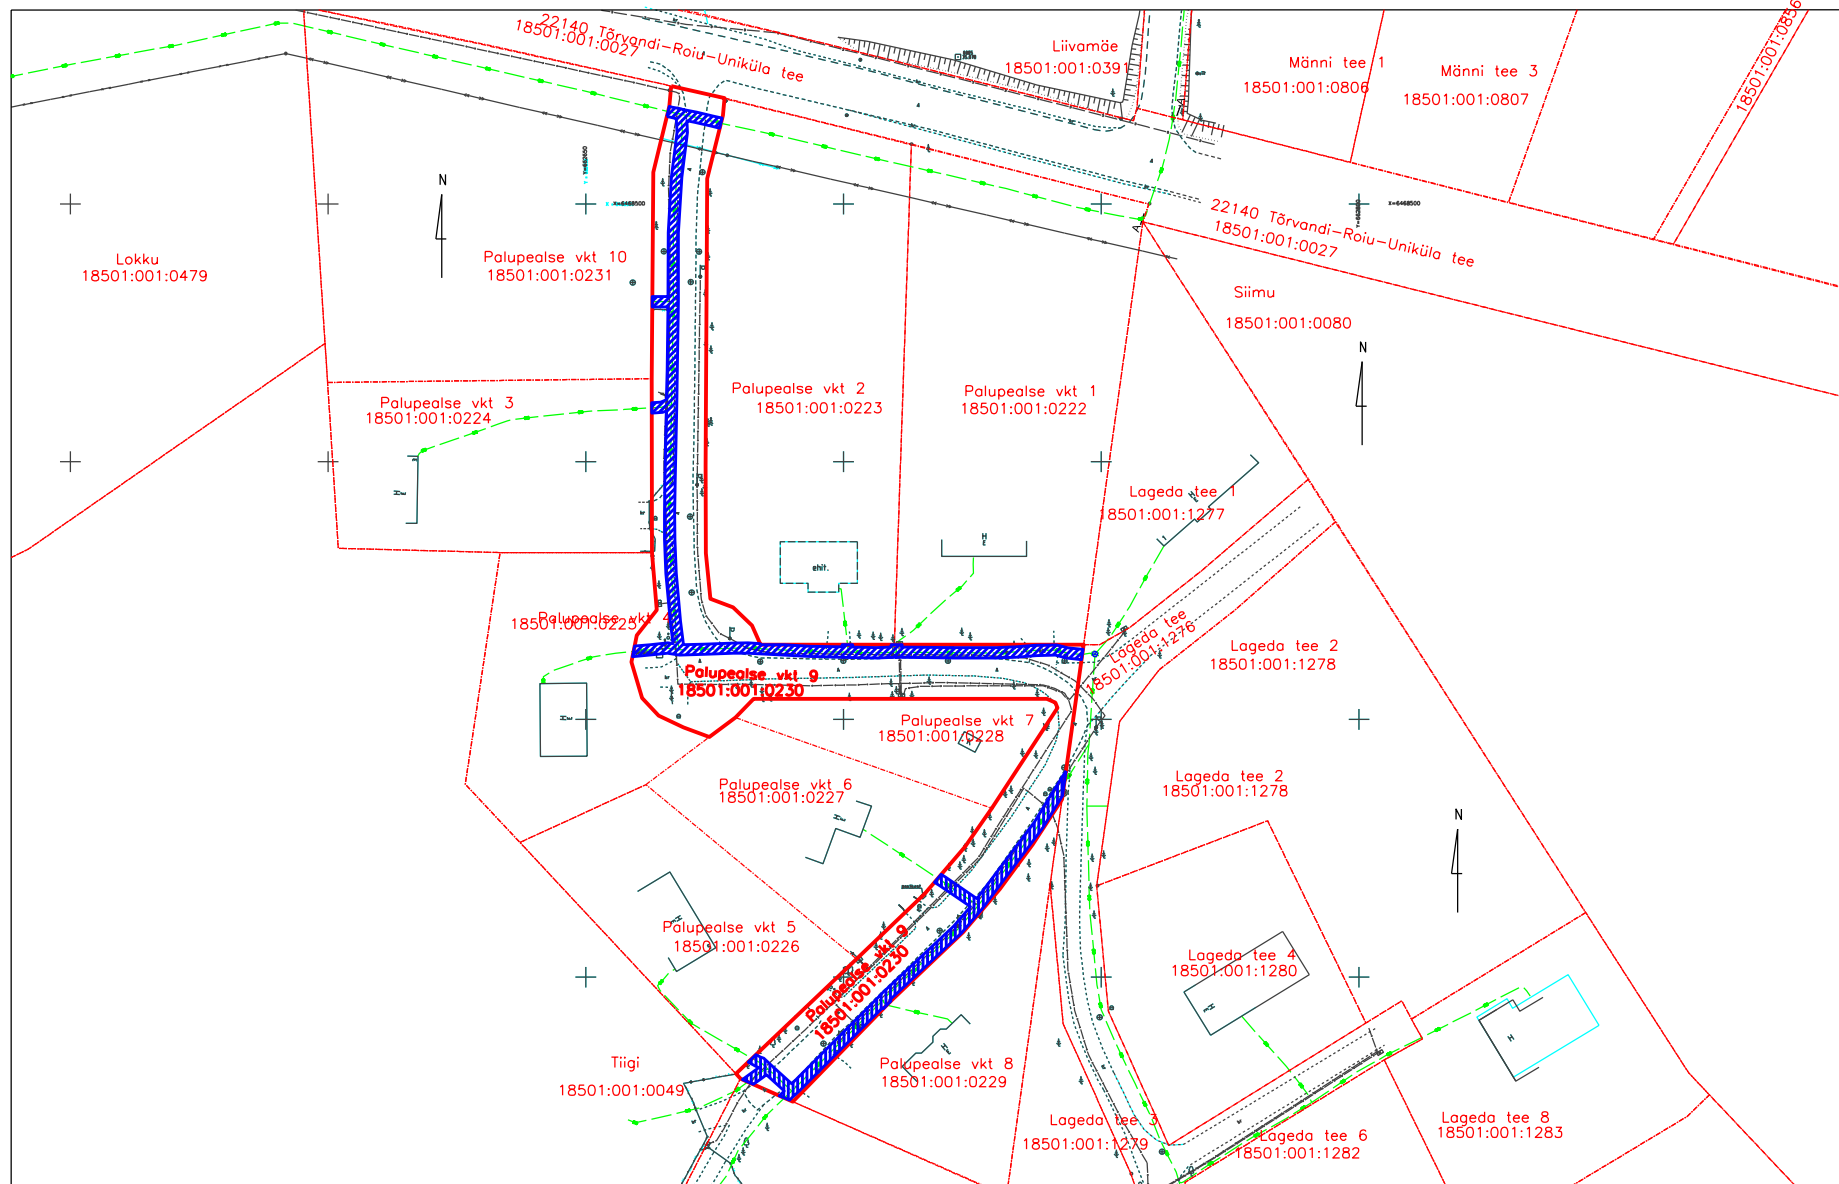 22140 Tõrvandi-Roiu-Uniküla tee
18501:001:0027
Liivamäe
18501:001:0391
Männi tee 1
18501:001:0806
Männi tee 3
18501:001:0807
18501:001:0856
N
X=6468500
X=6468500
22140 Tõrvandi-Roiu-Uniküla tee
18501:001:0027
Lokku
18501:001:0479
Palupealse vkt 10
18501:001:0231
Siimu
18501:001:0080
N
Palupealse vkt 3
18501:001:0224
Palupealse vkt 2
18501:001:0223
Palupealse vkt 1
18501:001:0222
Lageda tee 1
18501:001:1277
ehit.
Palupealse vkt 4
18501:001:0225
Lageda tee
18501:001:1276
Lageda tee 2
18501:001:1278
Palupealse vkt 9
18501:001:0230
Palupealse vkt 7
18501:001:0228
Palupealse vkt 6
18501:001:0227
Lageda tee 2
18501:001:1278
N
Palupealse vkt 5
18501:001:0226
Palupealse vkt 9
18501:001:0230
Lageda tee 4
18501:001:1280
Tiigi
18501:001:0049
Palupealse vkt 8
18501:001:0229
Lageda tee 3
18501:001:1279
Lageda tee 6
18501:001:1282
Lageda tee 8
18501:001:1283